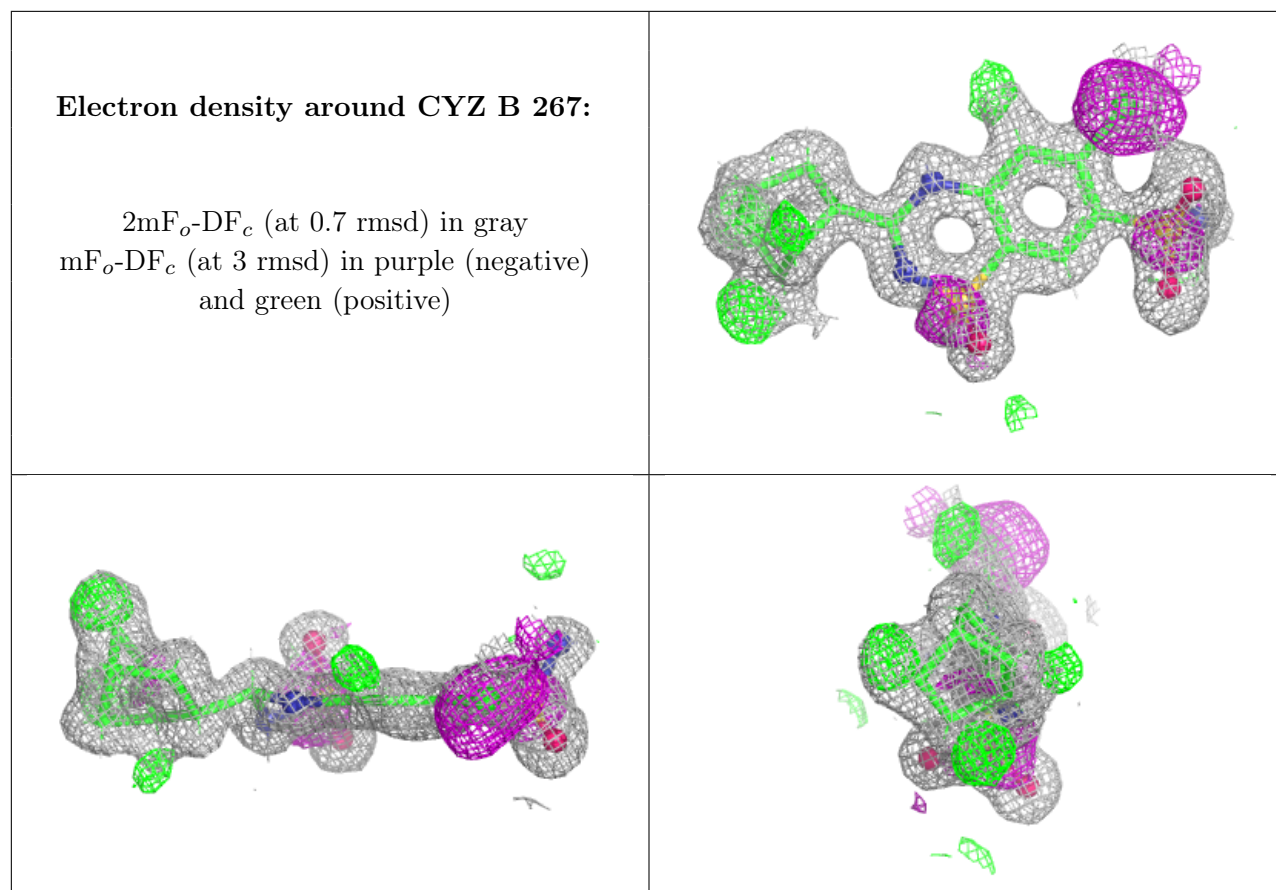 Electron density around CYZ B 267:
2mFo-DFc (at 0.7 rmsd) in gray
mFo-DFc (at 3 rmsd) in purple (negative)
and green (positive)